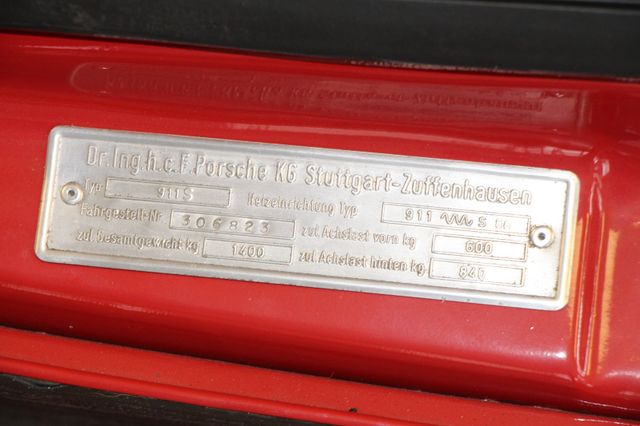 Dr. Ing. h. c. F. Porsche KG Stuttgart-Zuffenhausen
Typ 911S Heizeinrichtung Typ 911 S
Fahrgestell-Nr. 306823 zul Achslast vorn kg 600
zul Gesamtgewicht kg 1400 zul Achslast hinten kg 840